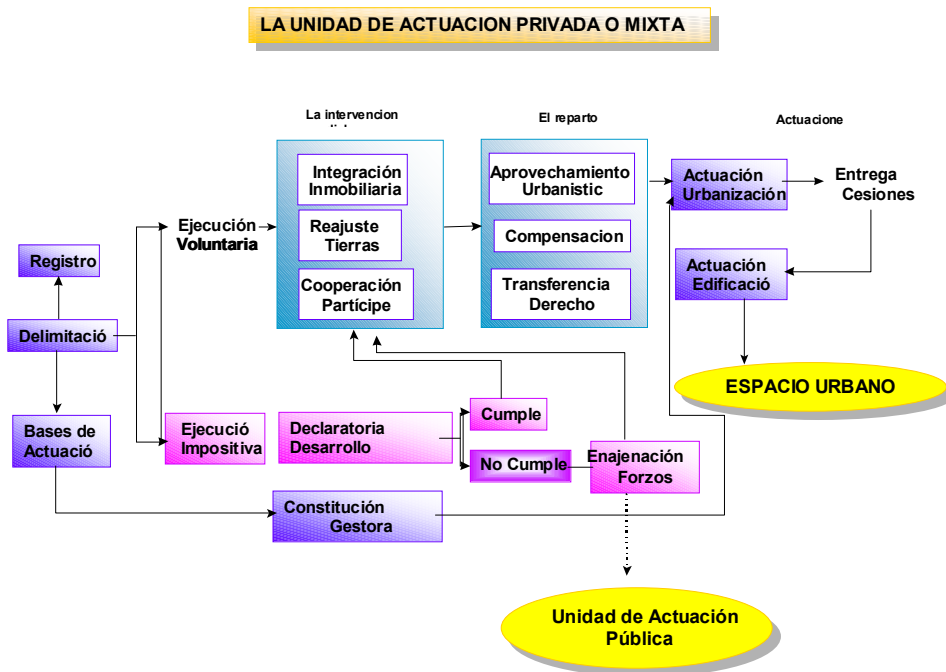 LA UNIDAD DE ACTUACION PRIVADA O MIXTA
La intervencion
El reparto
Actuacione
Integración
Inmobiliaria
Reajuste
Tierras
Cooperación
Partícipe
Aprovechamiento
Urbanistic
Compensacion
Transferencia
Derecho
Actuación
Urbanización
Entrega
Cesiones
Actuación
Edificació
ESPACIO URBANO
Ejecución
Voluntaria
Registro
Delimitació
Bases de
Actuació
Ejecució
Impositiva
Declaratoria
Desarrollo
Cumple
No Cumple
Enajenación
Forzos
Constitución
Gestora
Unidad de Actuación
Pública